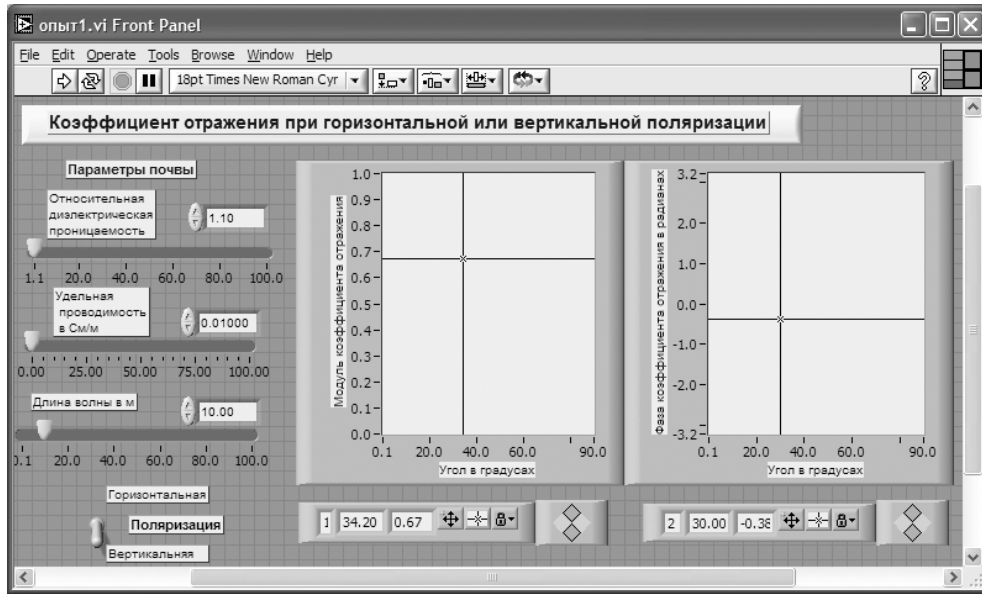 опыт1.vi Front Panel
File Edit Operate Tools Browse Window Help
18pt Times New Roman Cyr
?
Коэффициент отражения при горизонтальной или вертикальной поляризации
Параметры почвы
Относительная
диэлектрическая
проницаемость
1.10
1.1 20.0 40.0 60.0 80.0 100.0
Удельная
проводимость
в См/м
0.01000
0.00 25.00 50.00 75.00 100.00
Длина волны в м
10.00
0.1 20.0 40.0 60.0 80.0 100.0
Горизонтальная
Поляризация
Вертикальняя
Модуль коэффициента отражения
1.0
0.9
0.8
0.7
0.6
0.5
0.4
0.3
0.2
0.1
0.0
0.1 20.0 40.0 60.0 90.0
Угол в градусах
1 34.20 0.67
Фаза коэффициента отражения в радианах
3.2
2.0
1.0
0.0
-1.0
-2.0
-3.2
0.1 20.0 40.0 60.0 90.0
Угол в градусах
2 30.00 -0.38